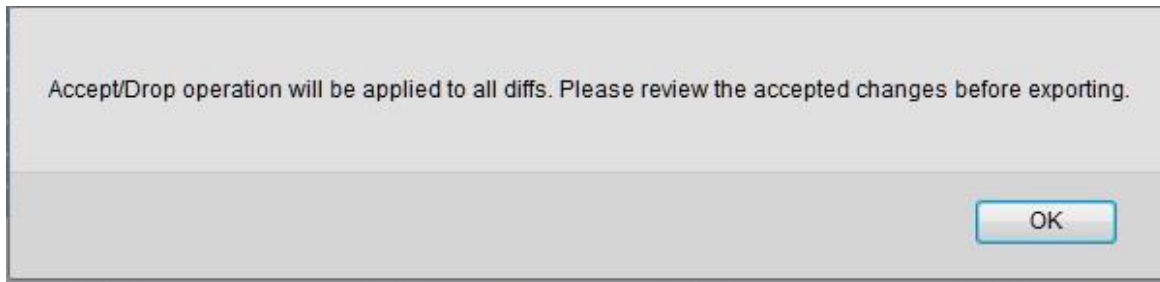 Accept/Drop operation will be applied to all diffs. Please review the accepted changes before exporting.
OK